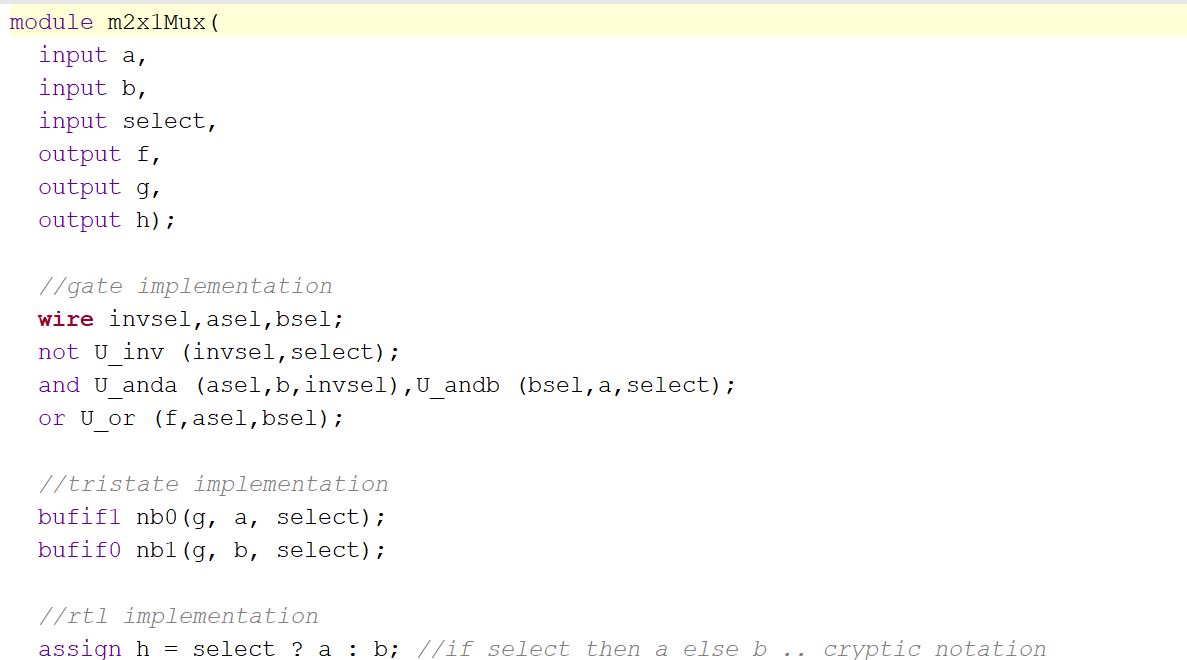 module m2x1Mux(
input a,
input b,
input select,
output f,
output g,
output h);
//gate implementation
wire invsel,asel,bsel;
not U_inv (invsel,select);
and U_anda (asel,b,invsel),U_andb (bsel,a,select);
or U_or (f,asel,bsel);
//tristate implementation
bufif1 nb0(g, a, select);
bufif0 nb1(g, b, select);
//rtl implementation
assign h = select ? a : b; //if select then a else b .. cryptic notation